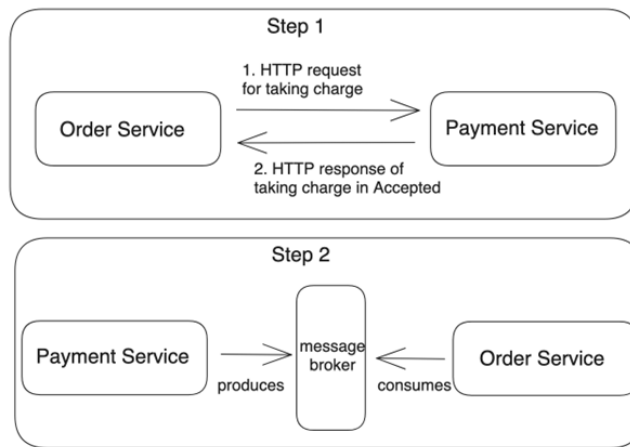 Step 1
1. HTTP request
for taking charge
Order Service
Payment Service
2. HTTP response of
taking charge in Accepted
Step 2
Payment Service
produces
message
broker
consumes
Order Service